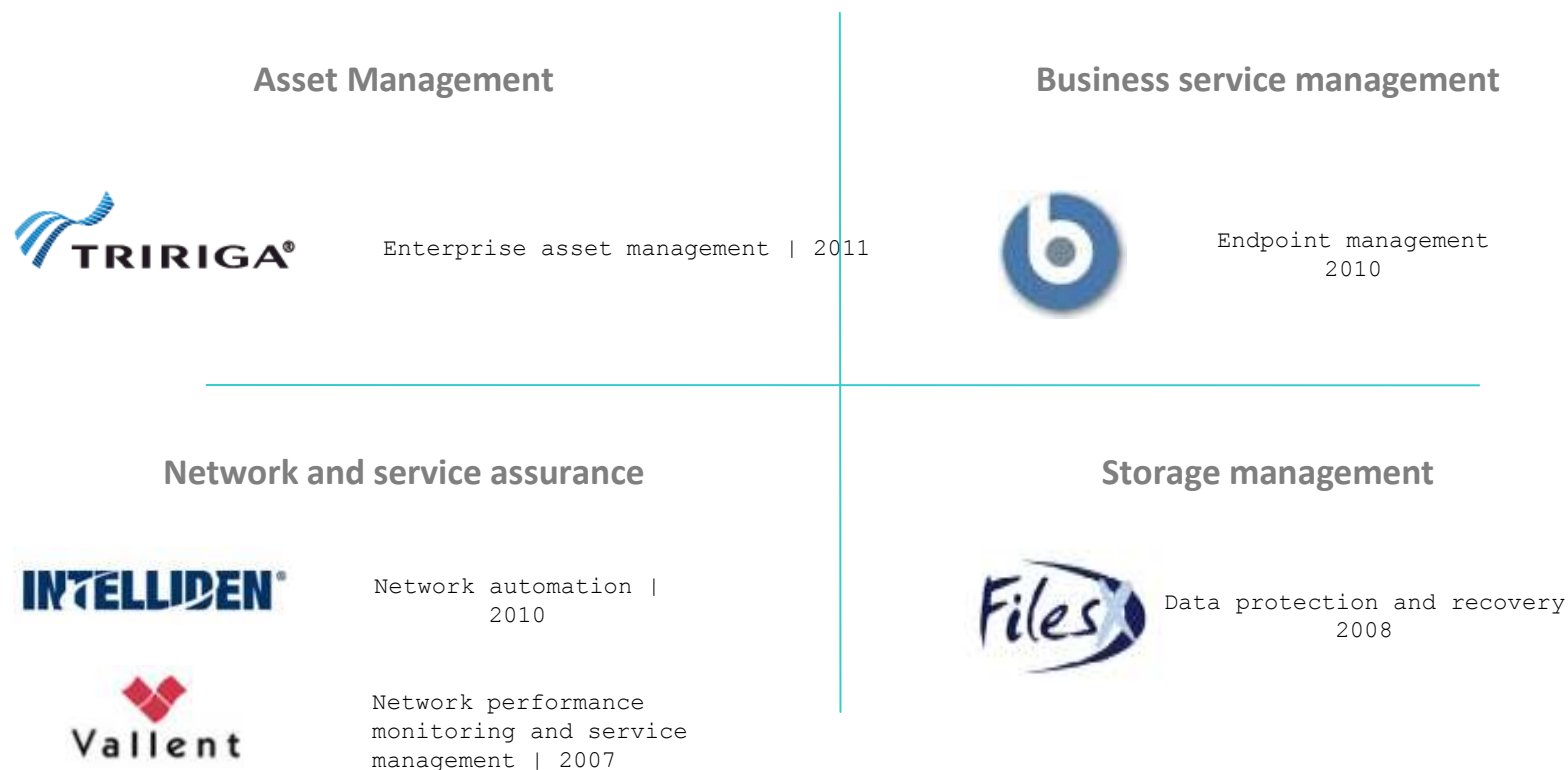 Asset Management
Business service management
TRIRIGA®
Enterprise asset management | 2011
b
Endpoint management
2010
Network and service assurance
Storage management
INTELLIDEN®
Network automation |
2010
FilesX
Data protection and recovery
2008
Vallent
Network performance
monitoring and service
management | 2007